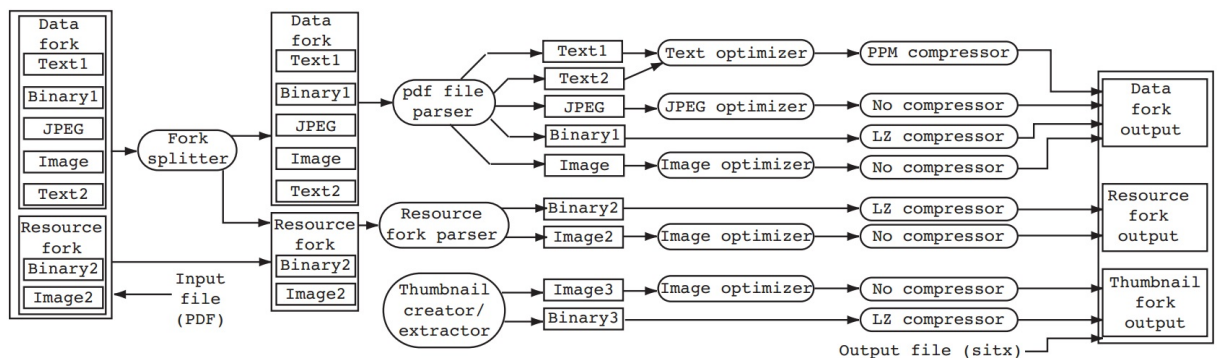 Data
fork
Text1
Binary1
JPEG
Image
Text2
Resource
fork
Binary2
Image2
Input
file
(PDF)
Fork
splitter
Data
fork
Text1
Binary1
JPEG
Image
Text2
Resource
fork
Binary2
Image2
pdf file
parser
Text1
Text optimizer
PPM compressor
Text2
JPEG
JPEG optimizer
No compressor
Binary1
LZ compressor
Image
Image optimizer
No compressor
Data
fork
output
Resource
fork parser
Binary2
LZ compressor
Image2
Image optimizer
No compressor
Resource
fork
output
Thumbnail
creator/
extractor
Image3
Image optimizer
No compressor
Binary3
LZ compressor
Thumbnail
fork
output
Output file (sitx)